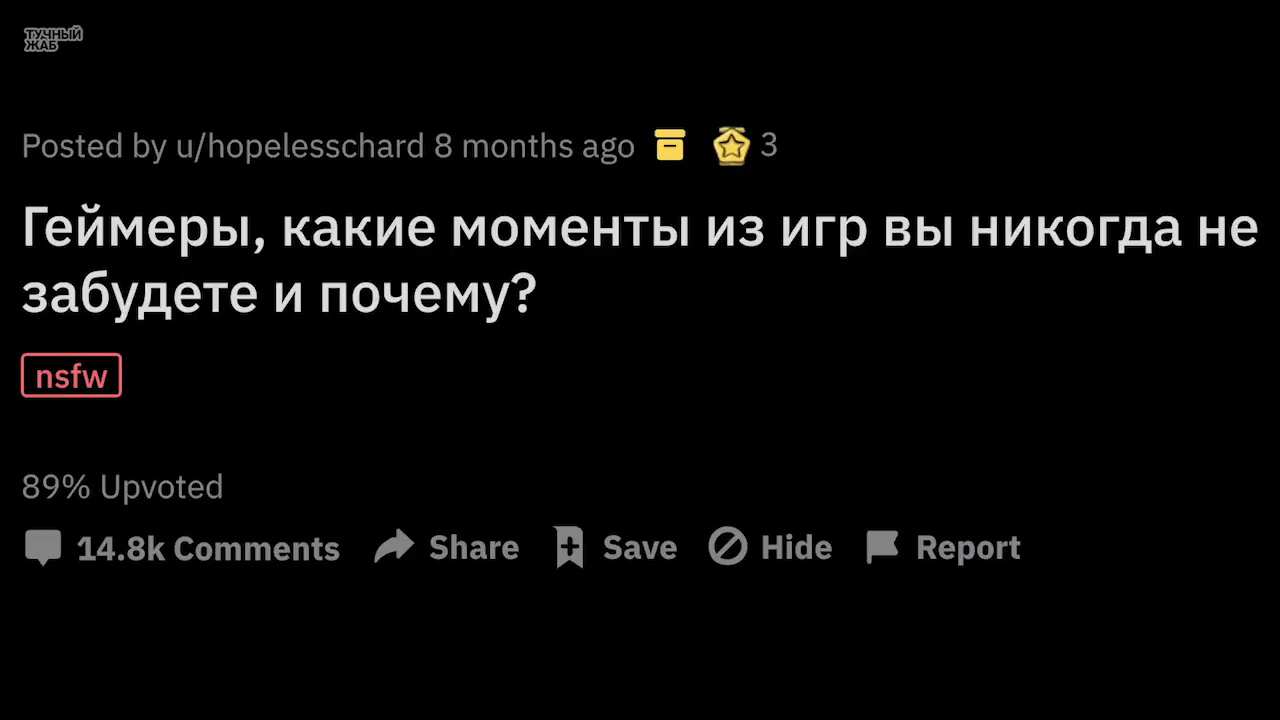 ТУЧНЫЙ
ЖАБ
Posted by u/hopelesschard 8 months ago 3
Геймеры, какие моменты из игр вы никогда не
забудете и почему?
nsfw
89% Upvoted
14.8k Comments Share Save Hide Report